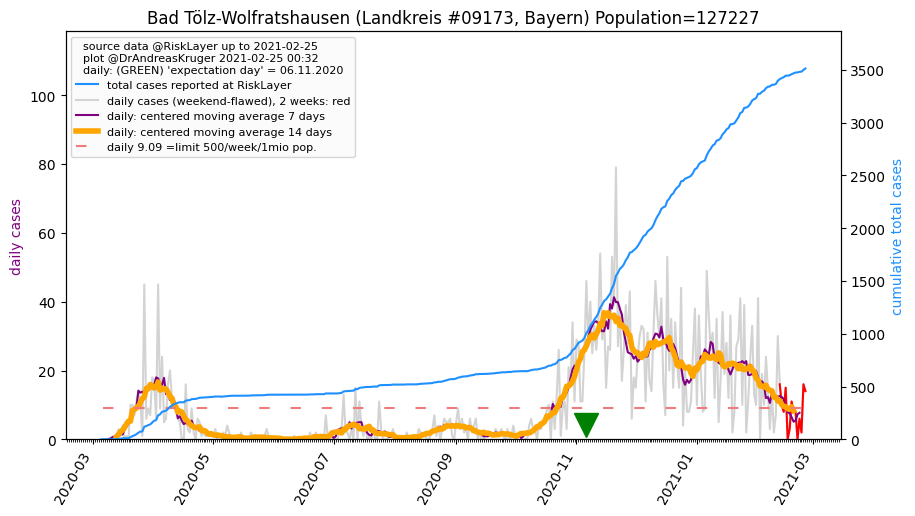 Bad Tölz-Wolfratshausen (Landkreis #09173, Bayern) Population=127227
source data @RiskLayer up to 2021-02-25
plot @DrAndreasKruger 2021-02-25 00:32
daily: (GREEN) 'expectation day' = 06.11.2020
total cases reported at RiskLayer
daily cases (weekend-flawed), 2 weeks: red
daily: centered moving average 7 days
daily: centered moving average 14 days
daily 9.09 =limit 500/week/1mio pop.
daily cases
100
80
60
40
20
0
cumulative total cases
3500
3000
2500
2000
1500
1000
500
0
2020-03
2020-05
2020-07
2020-09
2020-11
2021-01
2021-03